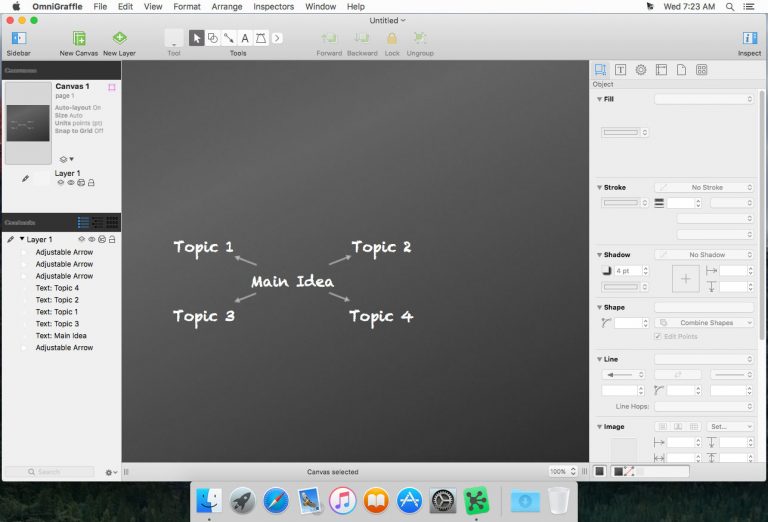 OmniGraffle File Edit View Format Arrange Inspectors Window Help Wed 7:23 AM
Untitled
Sidebar New Canvas New Layer Tool Tools Forward Backward Lock Ungroup Inspect
Canvases
Canvas 1
page 1
Auto-layout On
Size Auto
Units points (pt)
Snap to Grid Off
Layer 1
Contents
Layer 1
Adjustable Arrow
Adjustable Arrow
Adjustable Arrow
Text: Topic 4
Text: Topic 2
Text: Topic 1
Text: Topic 3
Text: Main Idea
Adjustable Arrow
Search
Topic 1 Topic 2
Main Idea
Topic 3 Topic 4
Canvas selected
100%
Object
Fill
Stroke No Stroke
Shadow No Shadow
4 pt
Shape
Combine Shapes
Edit Points
Line
Line Hops:
Image Set...